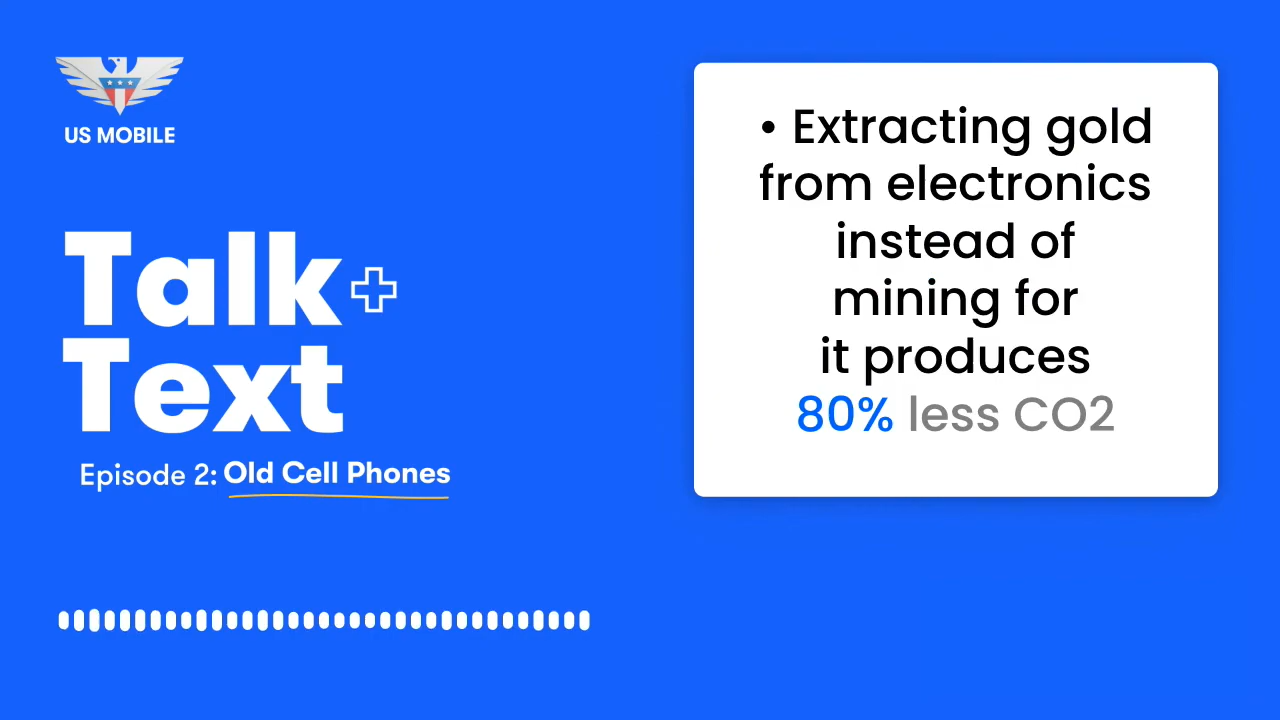 US MOBILE
Talk+
Text
Episode 2: Old Cell Phones
• Extracting gold
from electronics
instead of
mining for
it produces
80% less CO2